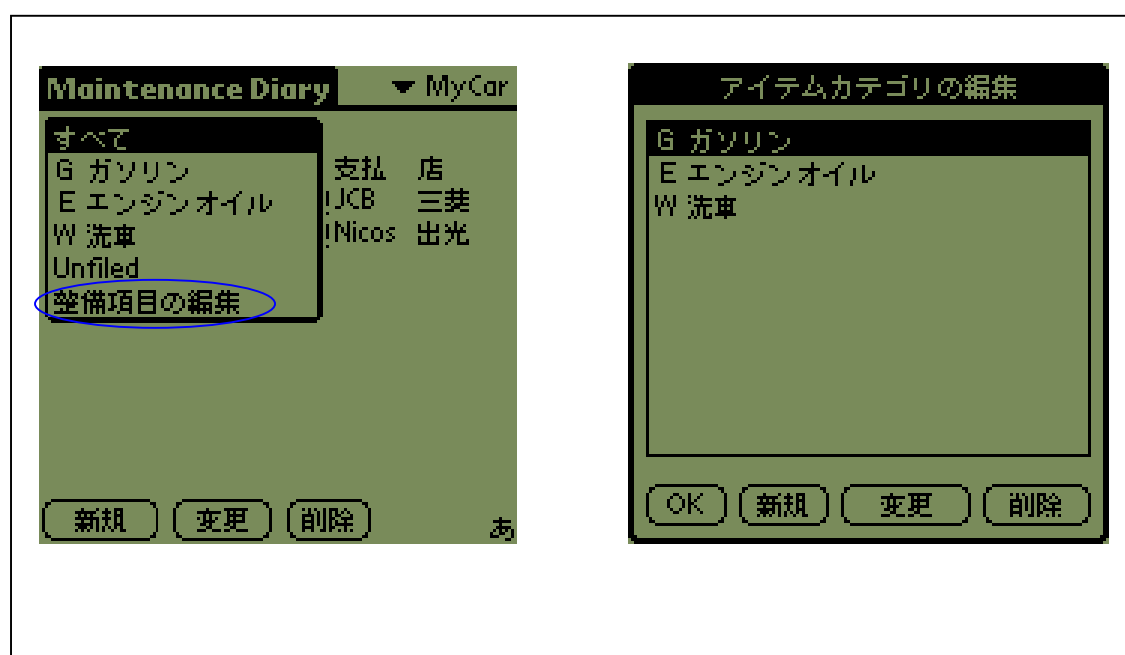 Maintenance Diary ▼ MyCar
すべて
G ガソリン 支払 店
E エンジンオイル !JCB 三菱
W 洗車 !Nicos 出光
Unfiled
整備項目の編集
新規 変更 削除 あ
アイテムカテゴリの編集
G ガソリン
E エンジンオイル
W 洗車
OK 新規 変更 削除